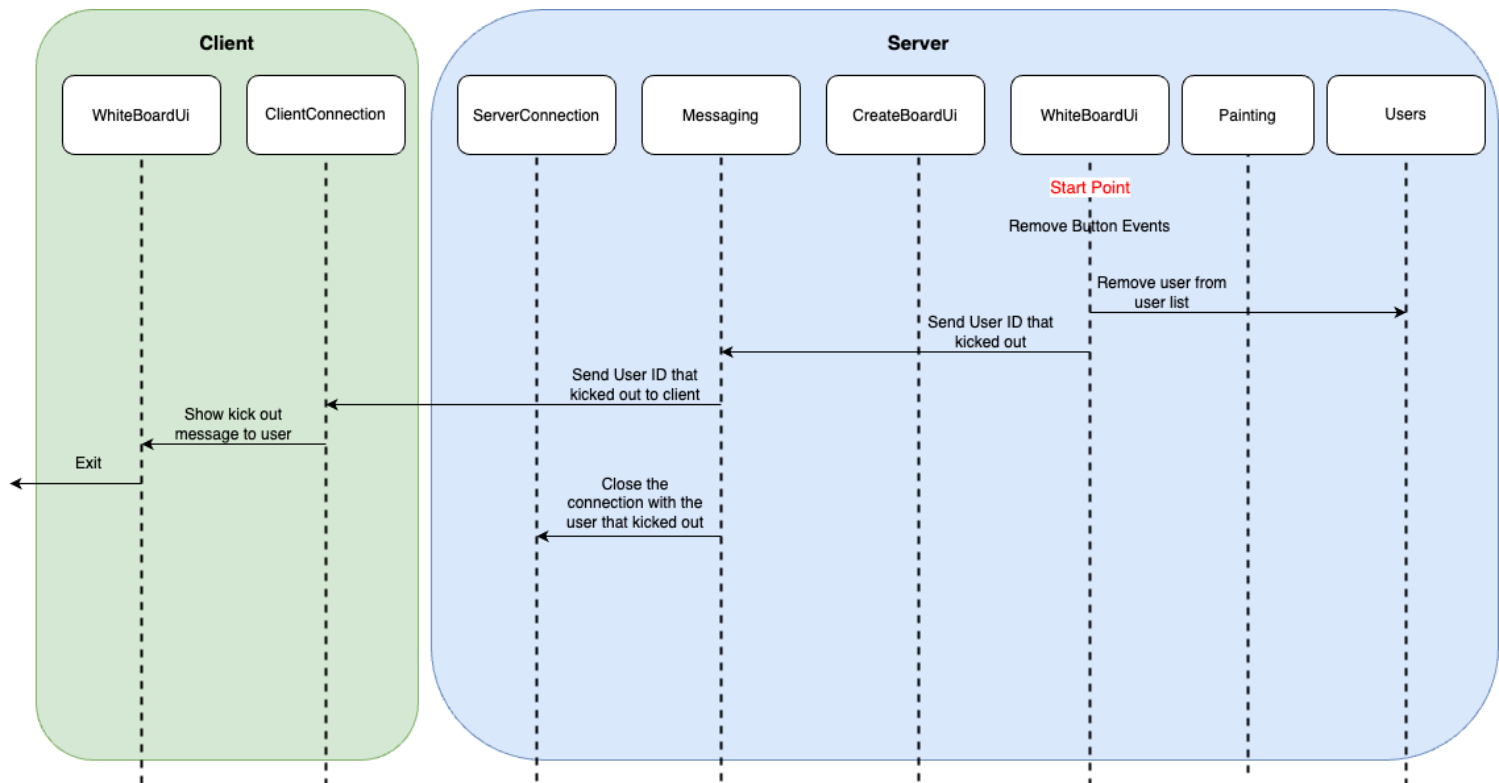 Client
Server
WhiteBoardUi
ClientConnection
ServerConnection
Messaging
CreateBoardUi
WhiteBoardUi
Painting
Users
Start Point
Remove Button Events
Remove user from
user list
Send User ID that
kicked out
Send User ID that
kicked out to client
Show kick out
message to user
Exit
Close the
connection with the
user that kicked out